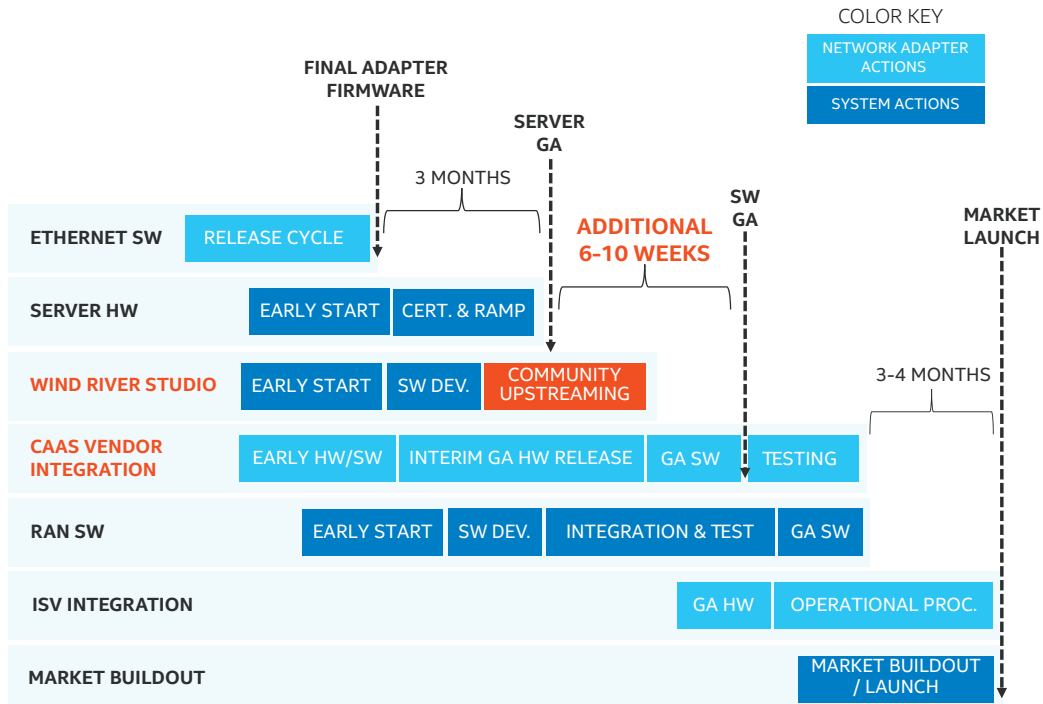 COLOR KEY
NETWORK ADAPTER
ACTIONS
SYSTEM ACTIONS
FINAL ADAPTER
FIRMWARE
SERVER
GA
3 MONTHS
SW
GA
MARKET
LAUNCH
ADDITIONAL
6-10 WEEKS
ETHERNET SW
RELEASE CYCLE
SERVER HW
EARLY START
CERT. & RAMP
WIND RIVER STUDIO
EARLY START
SW DEV.
COMMUNITY
UPSTREAMING
3-4 MONTHS
CAAS VENDOR
INTEGRATION
EARLY HW/SW
INTERIM GA HW RELEASE
GA SW
TESTING
RAN SW
EARLY START
SW DEV.
INTEGRATION & TEST
GA SW
ISV INTEGRATION
GA HW
OPERATIONAL PROC.
MARKET BUILDOUT
MARKET BUILDOUT
/ LAUNCH